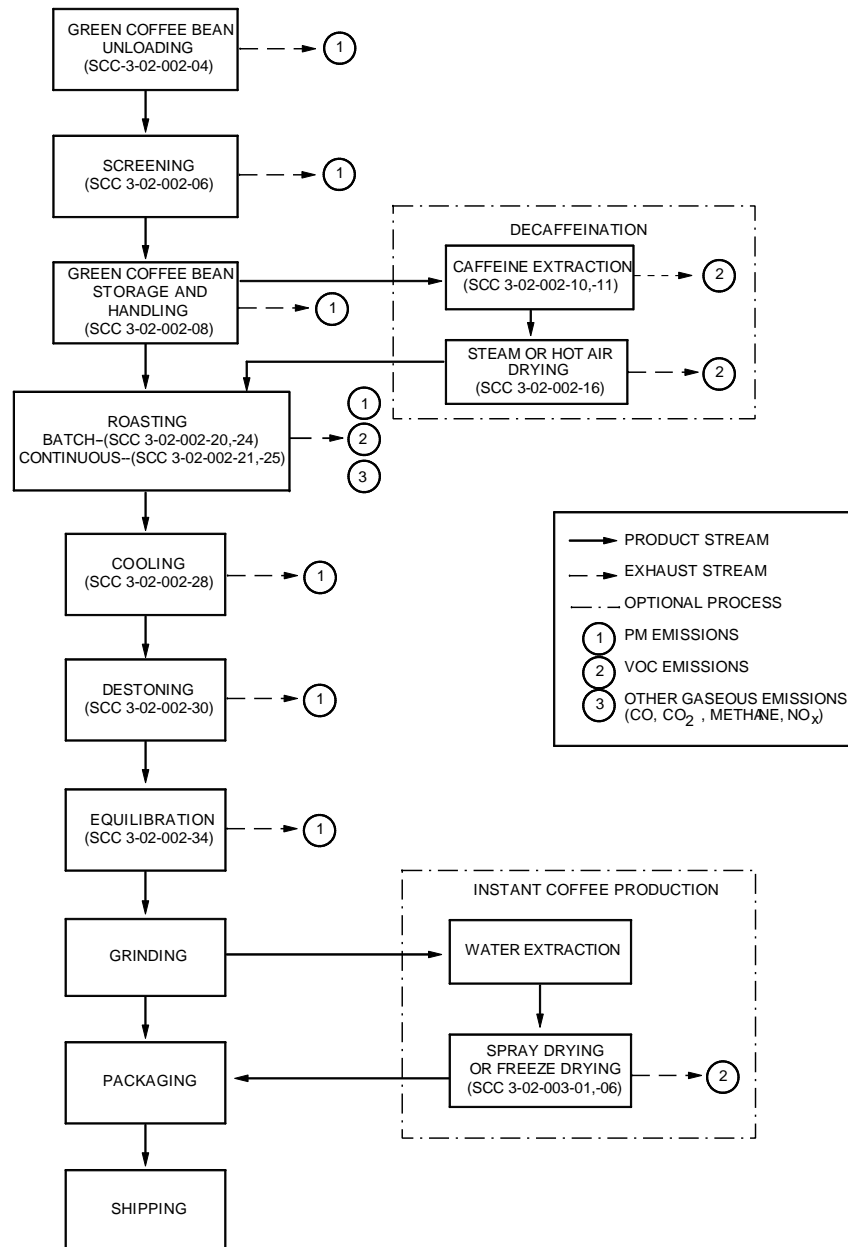 GREEN COFFEE BEAN
UNLOADING
(SCC-3-02-002-04)
1
SCREENING
(SCC 3-02-002-06)
1
GREEN COFFEE BEAN
STORAGE AND
HANDLING
(SCC 3-02-002-08)
1
DECAFFEINATION
CAFFEINE EXTRACTION
(SCC 3-02-002-10,-11)
2
STEAM OR HOT AIR
DRYING
(SCC 3-02-002-16)
2
ROASTING
BATCH--(SCC 3-02-002-20,-24)
CONTINUOUS--(SCC 3-02-002-21,-25)
1
2
3
COOLING
(SCC 3-02-002-28)
1
DESTONING
(SCC 3-02-002-30)
1
EQUILIBRATION
(SCC 3-02-002-34)
1
PRODUCT STREAM
EXHAUST STREAM
OPTIONAL PROCESS
1 PM EMISSIONS
2 VOC EMISSIONS
3 OTHER GASEOUS EMISSIONS
(CO, CO2 , METHANE, NOx)
GRINDING
INSTANT COFFEE PRODUCTION
WATER EXTRACTION
SPRAY DRYING
OR FREEZE DRYING
(SCC 3-02-003-01,-06)
2
PACKAGING
SHIPPING